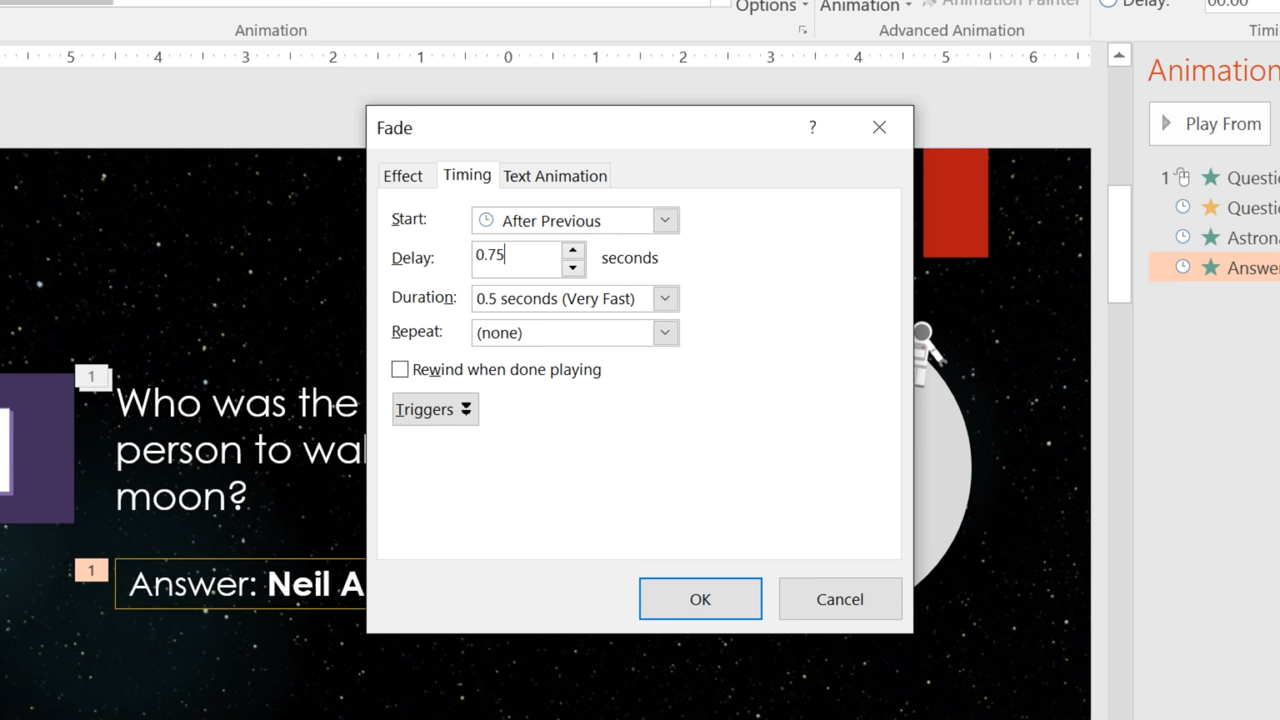 Options
Animation
Animation Painter
Delay:
00.00
Animation
Advanced Animation
Timi
5 4 3 2 1 0 1 2 3 4 5 6
Animation
Play From
1 Questi
Questi
Astrona
Answe
Fade
?
Effect
Timing
Text Animation
Start:
After Previous
Delay:
0.75
seconds
Duration:
0.5 seconds (Very Fast)
Repeat:
(none)
Rewind when done playing
Triggers
OK
Cancel
1
Who was the
person to wal
moon?
1
Answer: Neil A